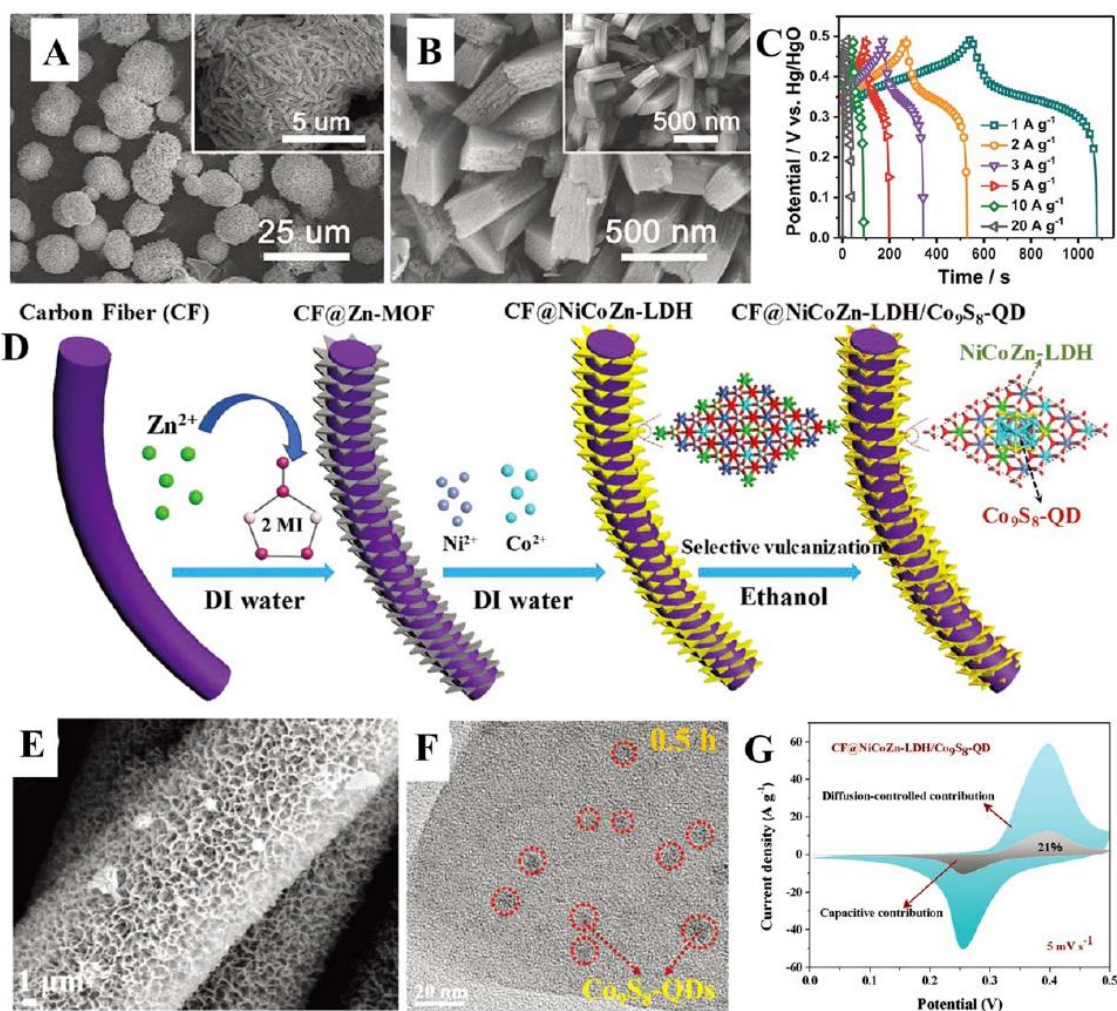 A
5 um
25 um
B
500 nm
500 nm
C
Potential / V vs. Hg/HgO
0.5
0.4
0.3
0.2
0.1
0.0
1 A g⁻¹
2 A g⁻¹
3 A g⁻¹
5 A g⁻¹
10 A g⁻¹
20 A g⁻¹
0 200 400 600 800 1000
Time / s
D
Carbon Fiber (CF)
CF@Zn-MOF
CF@NiCoZn-LDH
CF@NiCoZn-LDH/Co₉S₈-QD
NiCoZn-LDH
Zn²⁺
2 MI
Ni²⁺
Co²⁺
Co₉S₈-QD
DI water
DI water
Selective vulcanization
Ethanol
E
1 μm
F
0.5 h
20 nm
Co₉S₈-QDs
G
Current density (A g⁻¹)
60
40
20
0
-20
-40
-60
CF@NiCoZn-LDH/Co₉S₈-QD
Diffusion-controlled contribution
21%
Capacitive contribution
5 mV s⁻¹
0.0 0.1 0.2 0.3 0.4 0.5
Potential (V)